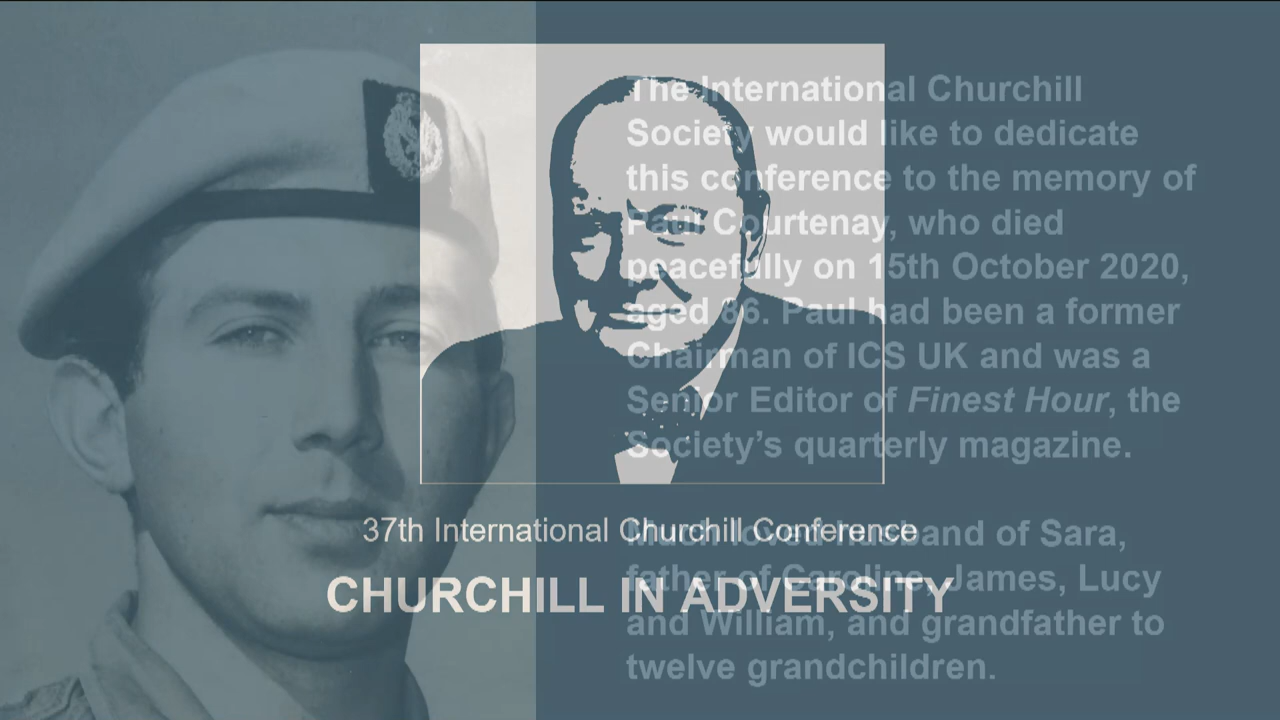 The International Churchill
Society would like to dedicate
this conference to the memory of
Paul Courtenay, who died
peacefully on 15th October 2020,
aged 86. Paul had been a former
Chairman of ICS UK and was a
Senior Editor of Finest Hour, the
Society's quarterly magazine.
Much loved husband of Sara,
father of Caroline, James, Lucy
and William, and grandfather to
twelve grandchildren.
37th International Churchill Conference
CHURCHILL IN ADVERSITY